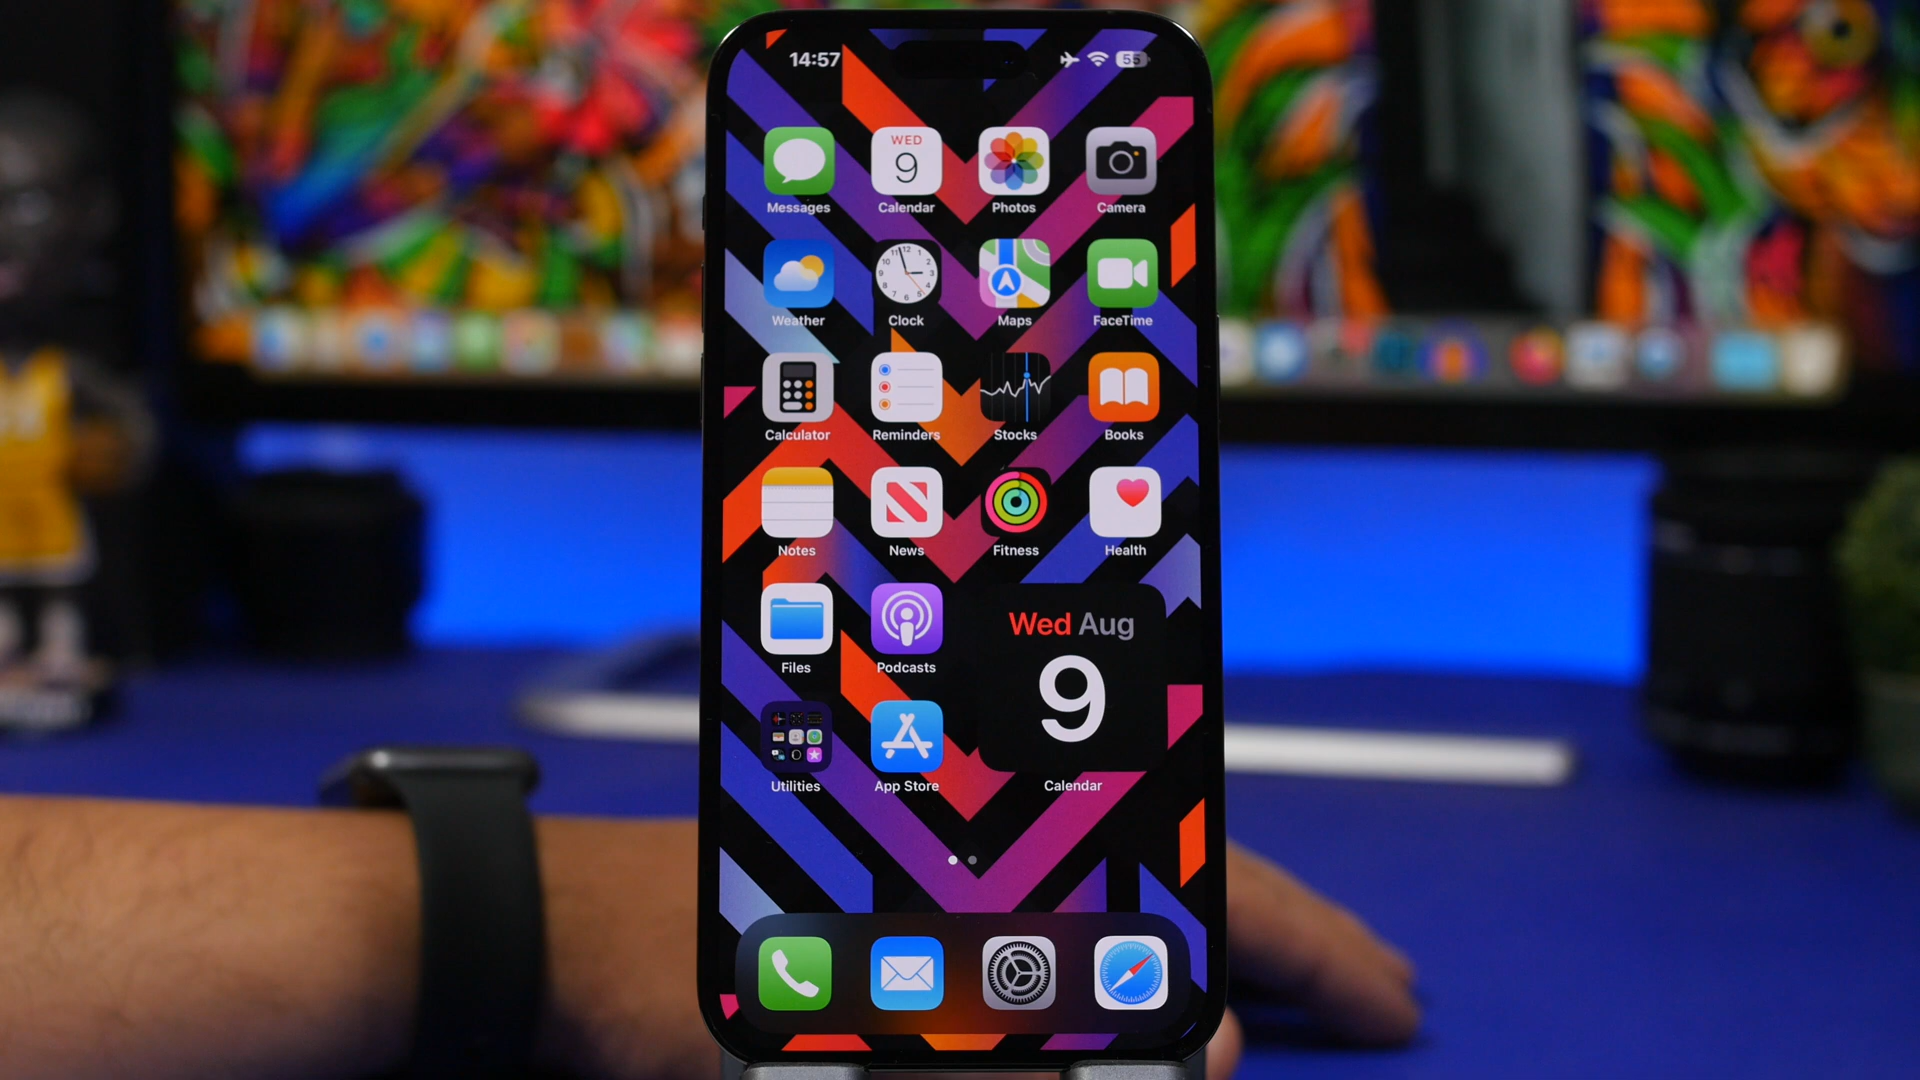 14:57 55
WED
9
Messages Calendar Photos Camera
Weather Clock Maps FaceTime
Calculator Reminders Stocks Books
Notes News Fitness Health
Wed Aug
9
Files Podcasts
Utilities App Store Calendar